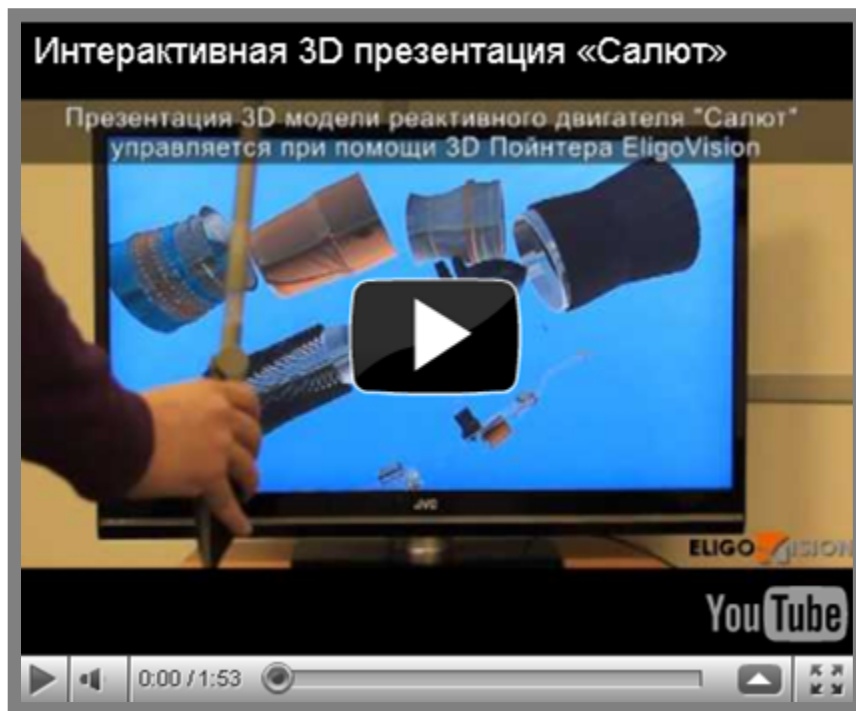 Интерактивная 3D презентация «Салют»
Презентация 3D модели реактивного двигателя "Салют"
управляется при помощи 3D Пойнтера EligoVision
JVC
ELIGOVISION
YouTube
0:00 / 1:53